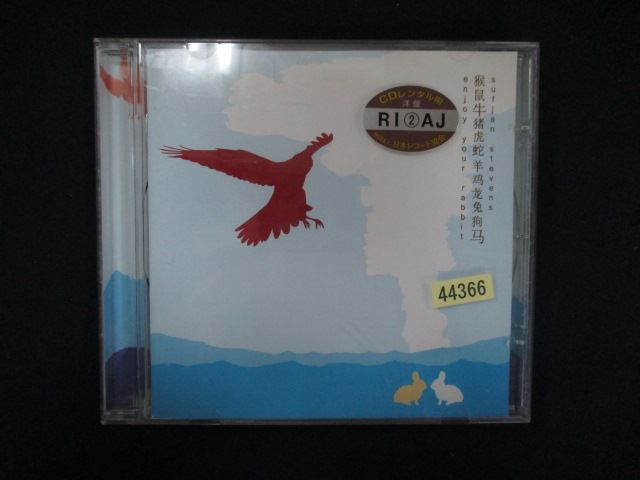 sufjan stevens
猴鼠牛猪虎蛇羊鸡龙兔狗马
enjoy your rabbit
CDレンタル用
洋盤
RI②AJ
日本レコード協会
44366